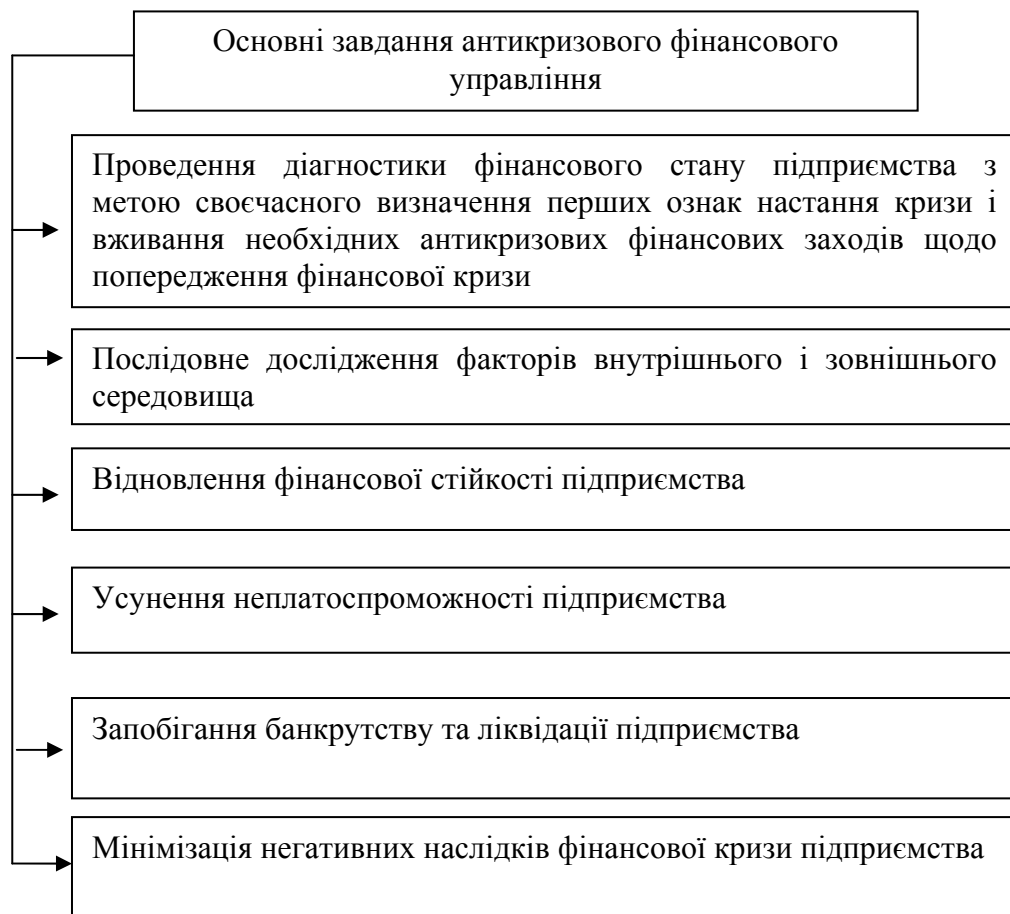 Основні завдання антикризового фінансового
управління
Проведення діагностики фінансового стану підприємства з
метою своєчасного визначення перших ознак настання кризи і
вживання необхідних антикризових фінансових заходів щодо
попередження фінансової кризи
Послідовне дослідження факторів внутрішнього і зовнішнього
середовища
Відновлення фінансової стійкості підприємства
Усунення неплатоспроможності підприємства
Запобігання банкрутству та ліквідації підприємства
Мінімізація негативних наслідків фінансової кризи підприємства